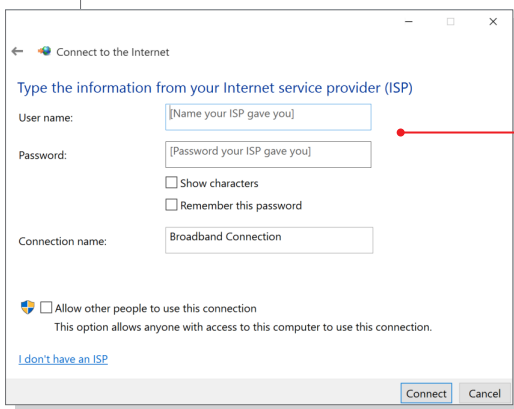 Connect to the Internet
Type the information from your Internet service provider (ISP)
User name:
[Name your ISP gave you]
Password:
[Password your ISP gave you]
Show characters
Remember this password
Connection name:
Broadband Connection
Allow other people to use this connection
This option allows anyone with access to this computer to use this connection.
I don't have an ISP
Connect
Cancel